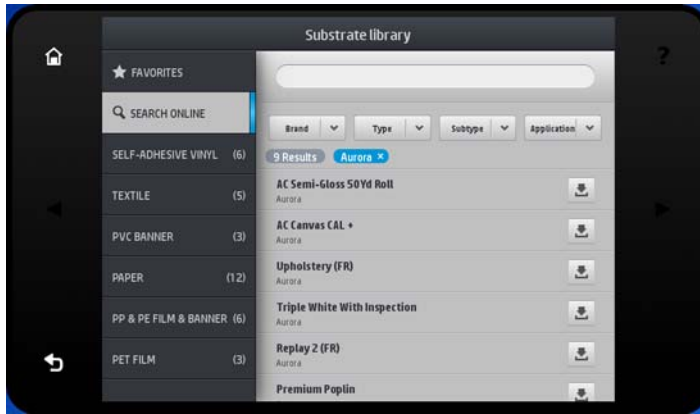 Substrate library
?
FAVORITES
SEARCH ONLINE
SELF-ADHESIVE VINYL (6)
TEXTILE (5)
PVC BANNER (3)
PAPER (12)
PP & PE FILM & BANNER (6)
PET FILM (3)
Brand Type Subtype Application
9 Results Aurora ×
AC Semi-Gloss 50Yd Roll
Aurora
AC Canvas CAL +
Aurora
Upholstery (FR)
Aurora
Triple White With Inspection
Aurora
Replay 2 (FR)
Aurora
Premium Poplin